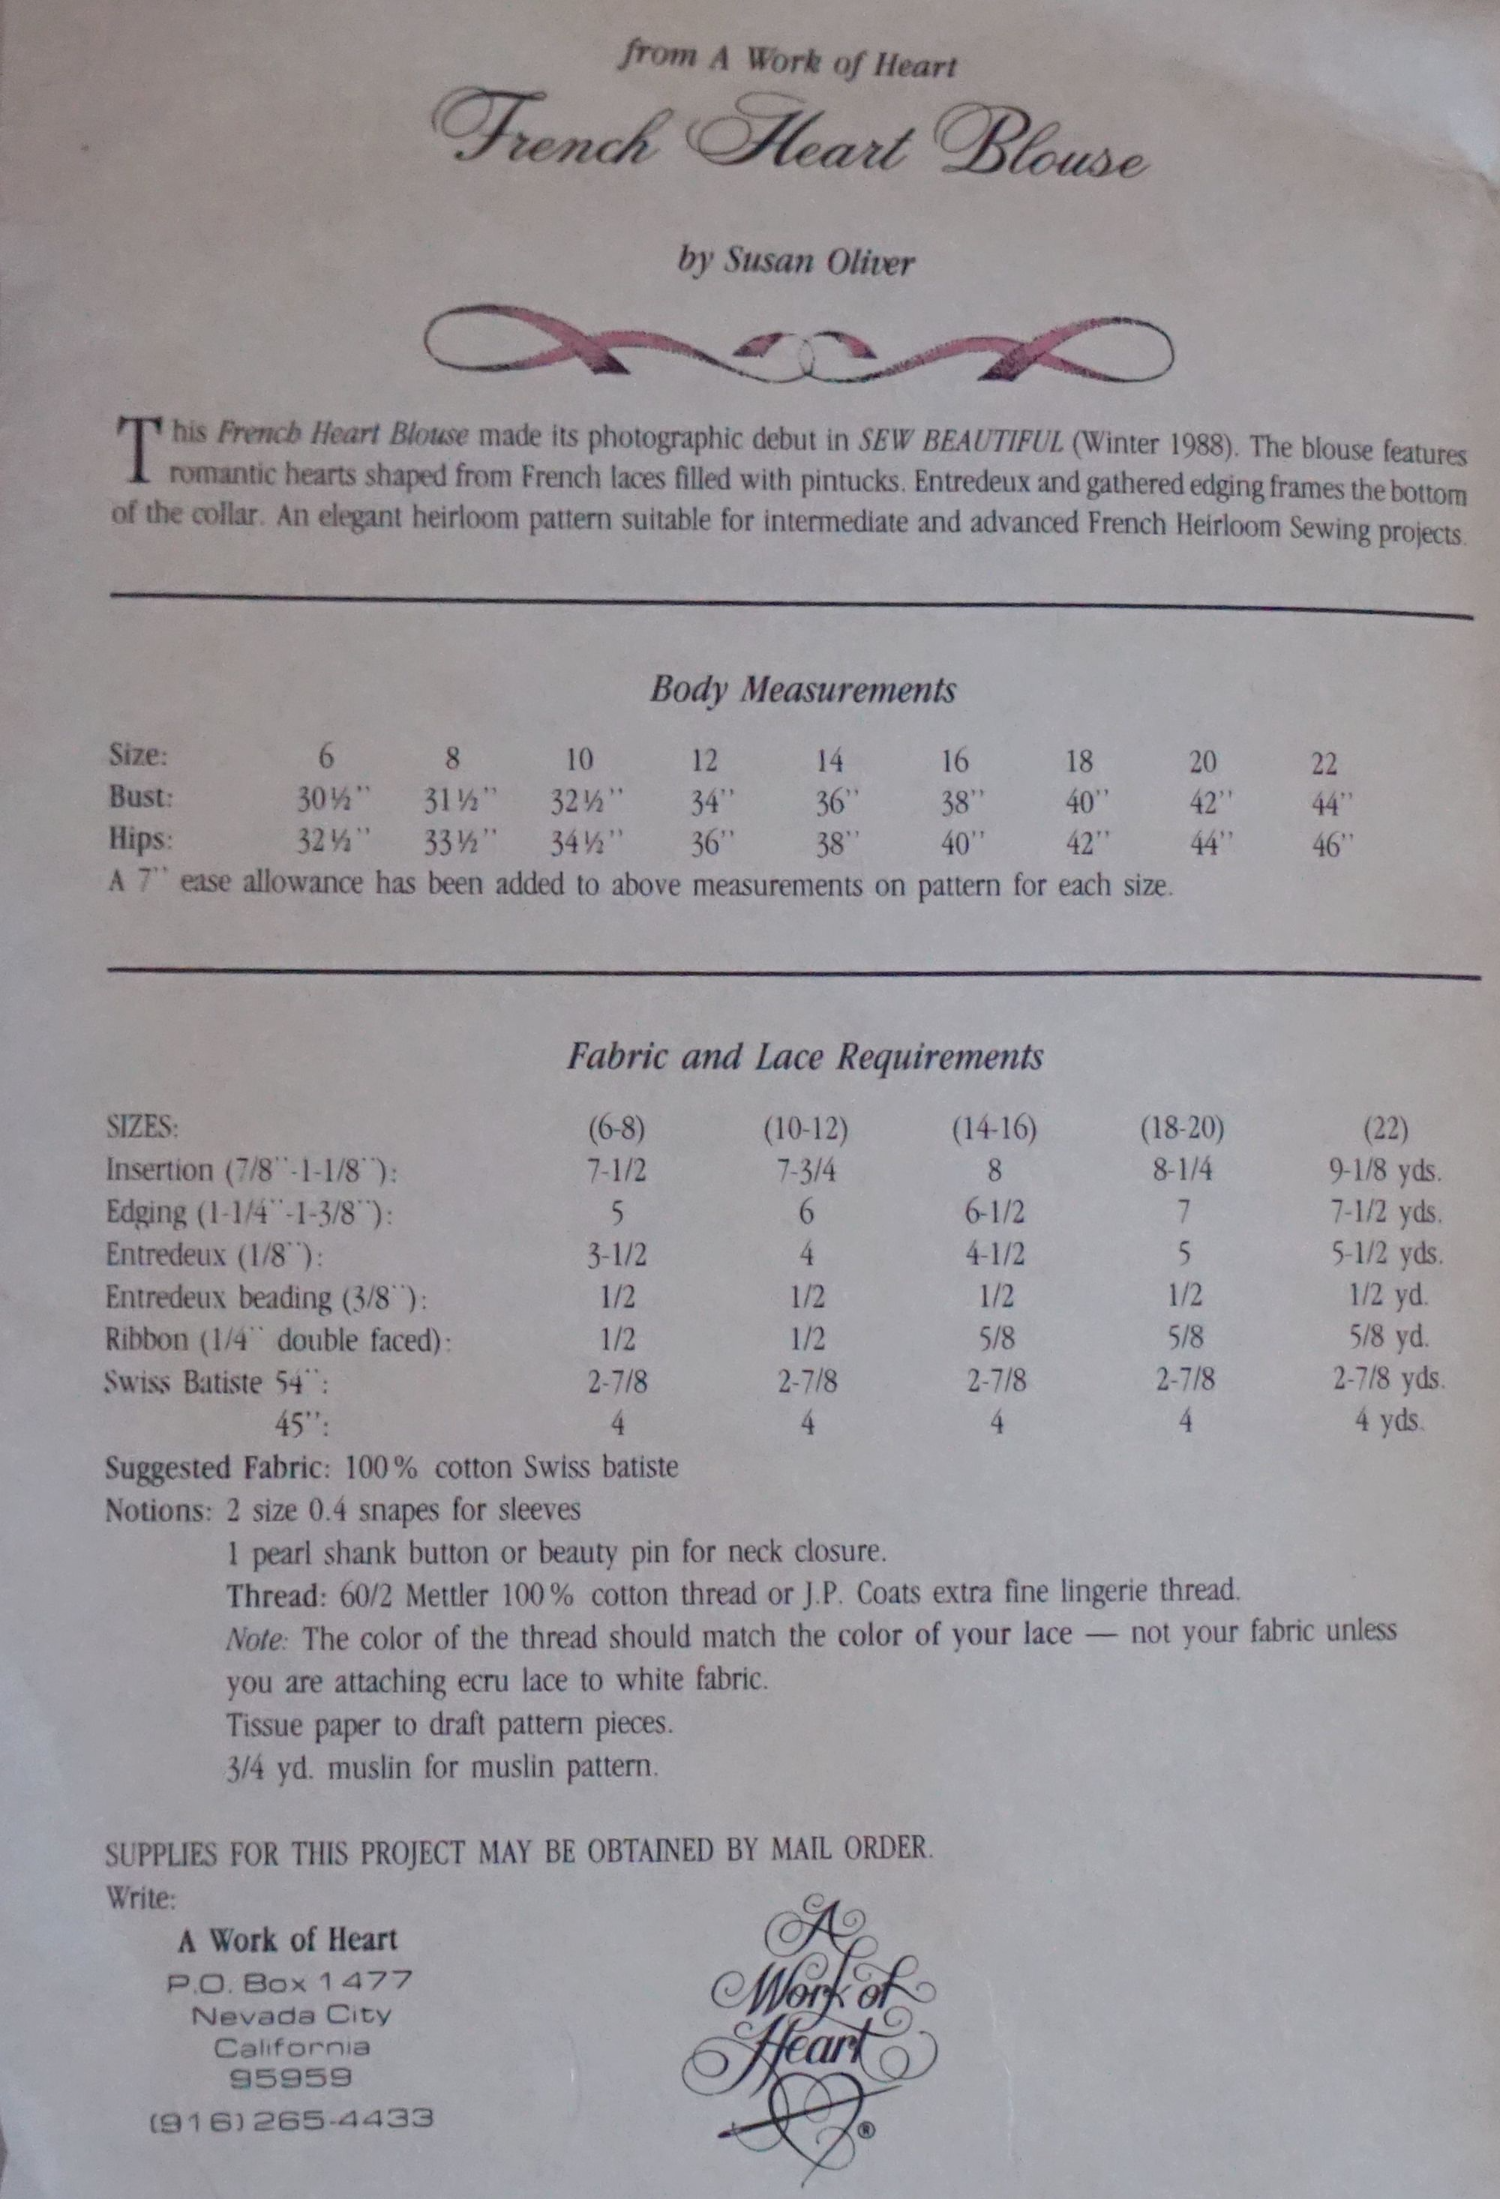 from A Work of Heart
French Heart Blouse
by Susan Oliver
This French Heart Blouse made its photographic debut in SEW BEAUTIFUL (Winter 1988). The blouse features
romantic hearts shaped from French laces filled with pintucks. Entredeux and gathered edging frames the bottom
of the collar. An elegant heirloom pattern suitable for intermediate and advanced French Heirloom Sewing projects.
Body Measurements
Size: 6 8 10 12 14 16 18 20 22
Bust: 30½'' 31½'' 32½'' 34'' 36'' 38'' 40'' 42'' 44''
Hips: 32½'' 33½'' 34½'' 36'' 38'' 40'' 42'' 44'' 46''
A 7'' ease allowance has been added to above measurements on pattern for each size.
Fabric and Lace Requirements
SIZES: (6-8) (10-12) (14-16) (18-20) (22)
Insertion (7/8''-1-1/8''): 7-1/2 7-3/4 8 8-1/4 9-1/8 yds.
Edging (1-1/4''-1-3/8''): 5 6 6-1/2 7 7-1/2 yds.
Entredeux (1/8''): 3-1/2 4 4-1/2 5 5-1/2 yds.
Entredeux beading (3/8''): 1/2 1/2 1/2 1/2 1/2 yd.
Ribbon (1/4'' double faced): 1/2 1/2 5/8 5/8 5/8 yd.
Swiss Batiste 54'': 2-7/8 2-7/8 2-7/8 2-7/8 2-7/8 yds.
45'': 4 4 4 4 4 yds.
Suggested Fabric: 100% cotton Swiss batiste
Notions: 2 size 0.4 snapes for sleeves
1 pearl shank button or beauty pin for neck closure.
Thread: 60/2 Mettler 100% cotton thread or J.P. Coats extra fine lingerie thread.
Note: The color of the thread should match the color of your lace — not your fabric unless
you are attaching ecru lace to white fabric.
Tissue paper to draft pattern pieces.
3/4 yd. muslin for muslin pattern.
SUPPLIES FOR THIS PROJECT MAY BE OBTAINED BY MAIL ORDER.
Write:
A Work of Heart
P.O. Box 1477
Nevada City
California
95959
(916) 265-4433
A
Work of
Heart
®